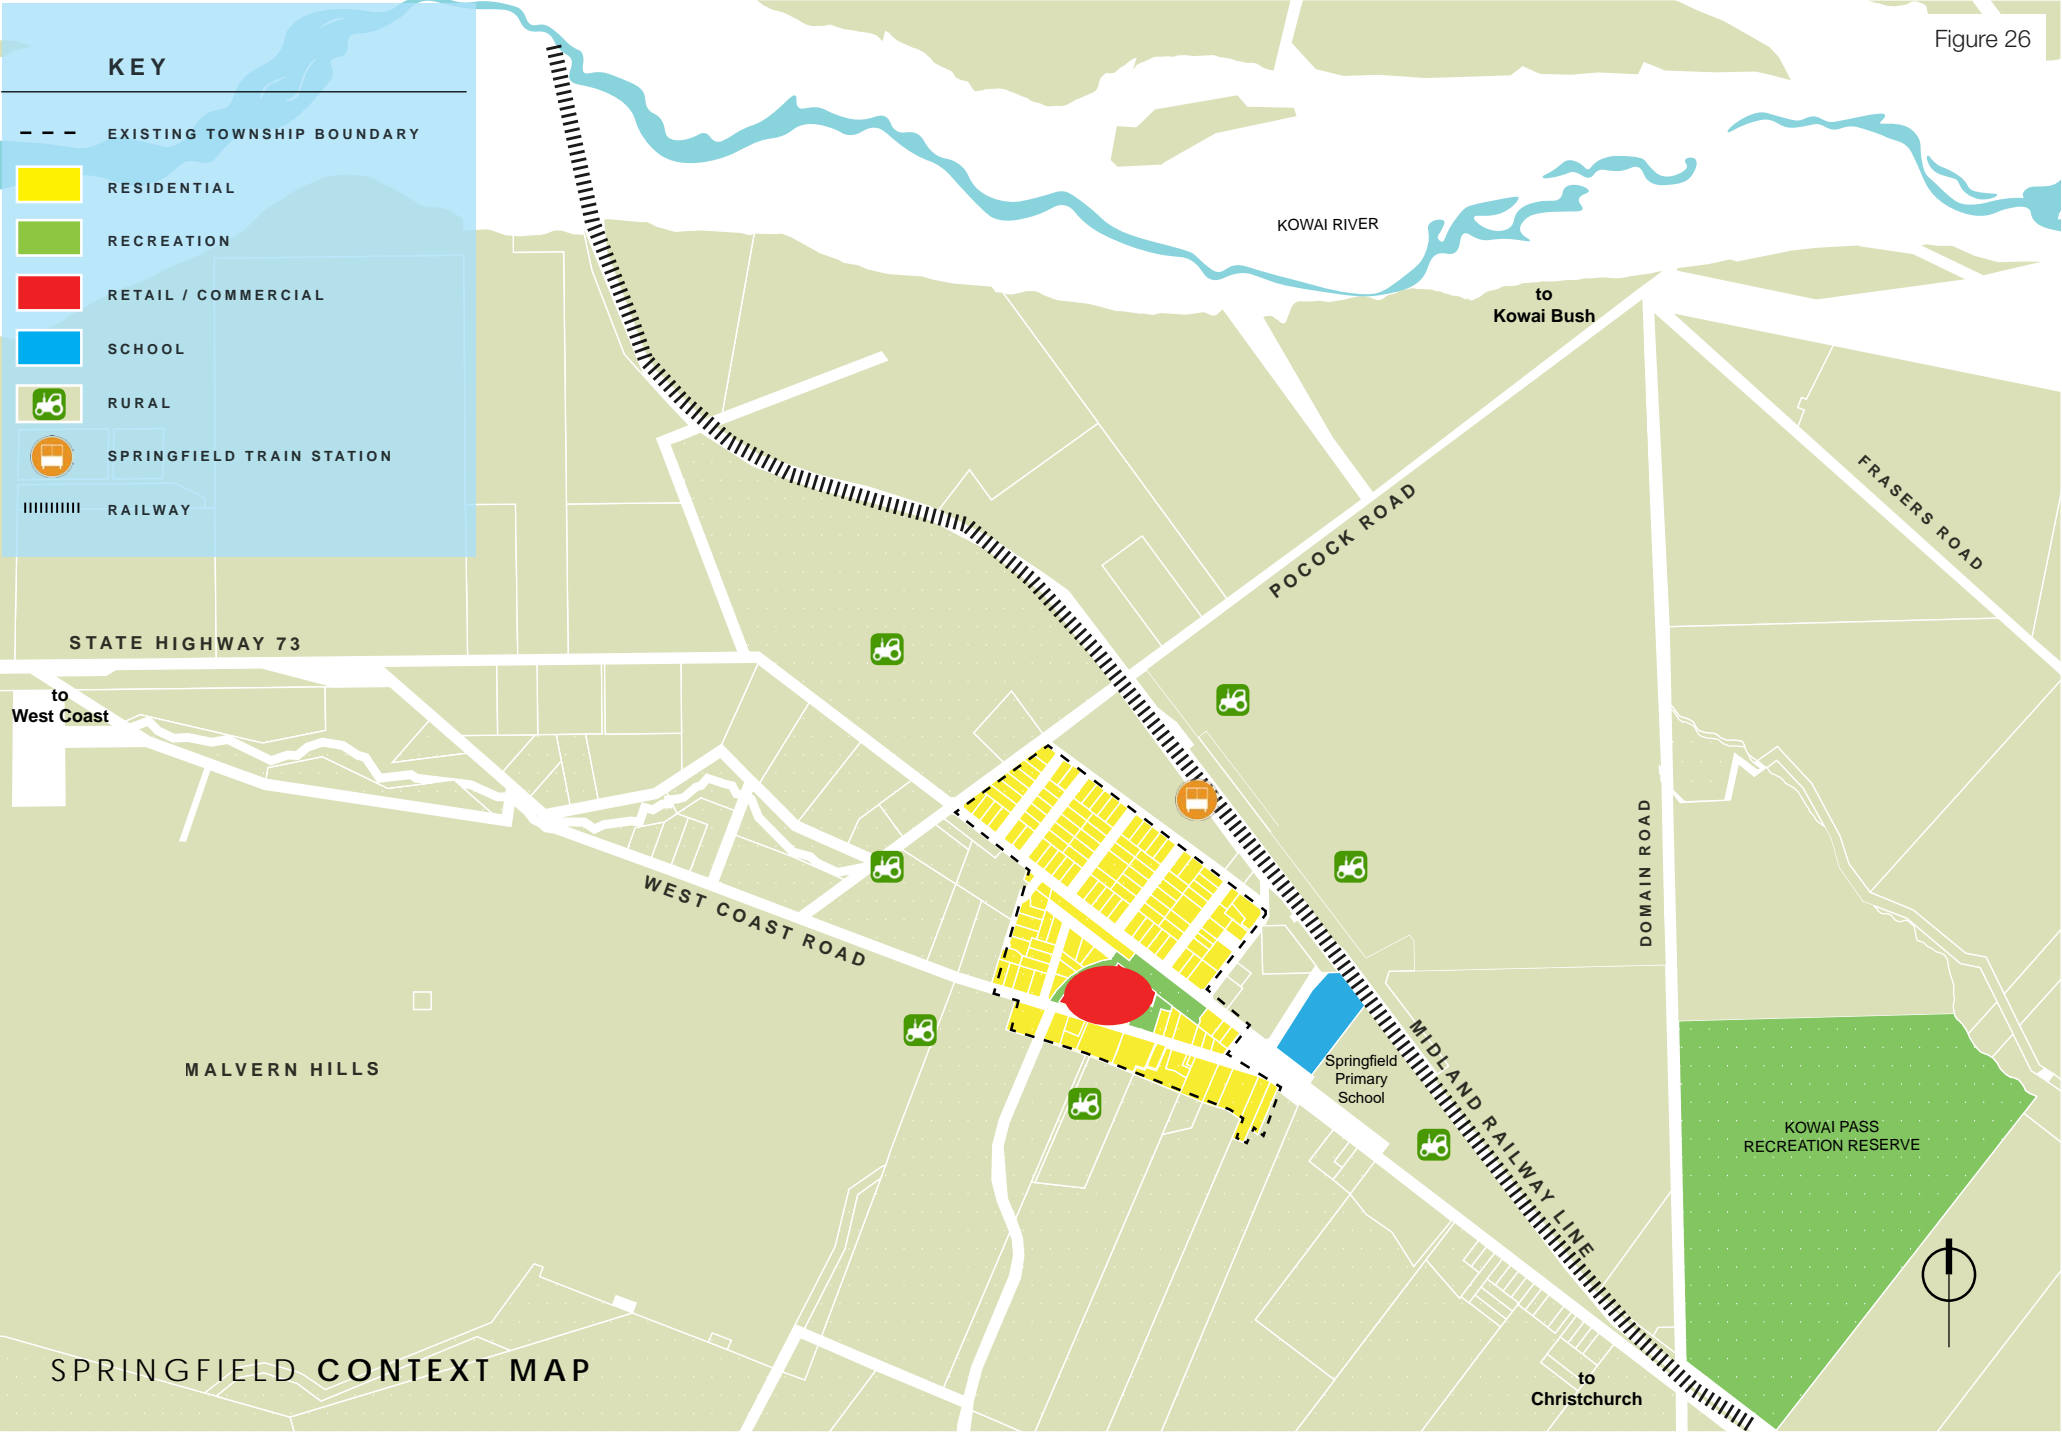 Figure 26
KEY
EXISTING TOWNSHIP BOUNDARY
RESIDENTIAL
RECREATION
RETAIL / COMMERCIAL
SCHOOL
RURAL
SPRINGFIELD TRAIN STATION
RAILWAY
KOWAI RIVER
to
Kowai Bush
FRASERS ROAD
POCOCK ROAD
STATE HIGHWAY 73
to
West Coast
WEST COAST ROAD
DOMAIN ROAD
MALVERN HILLS
MIDLAND RAILWAY LINE
Springfield
Primary
School
KOWAI PASS
RECREATION RESERVE
SPRINGFIELD CONTEXT MAP
to
Christchurch